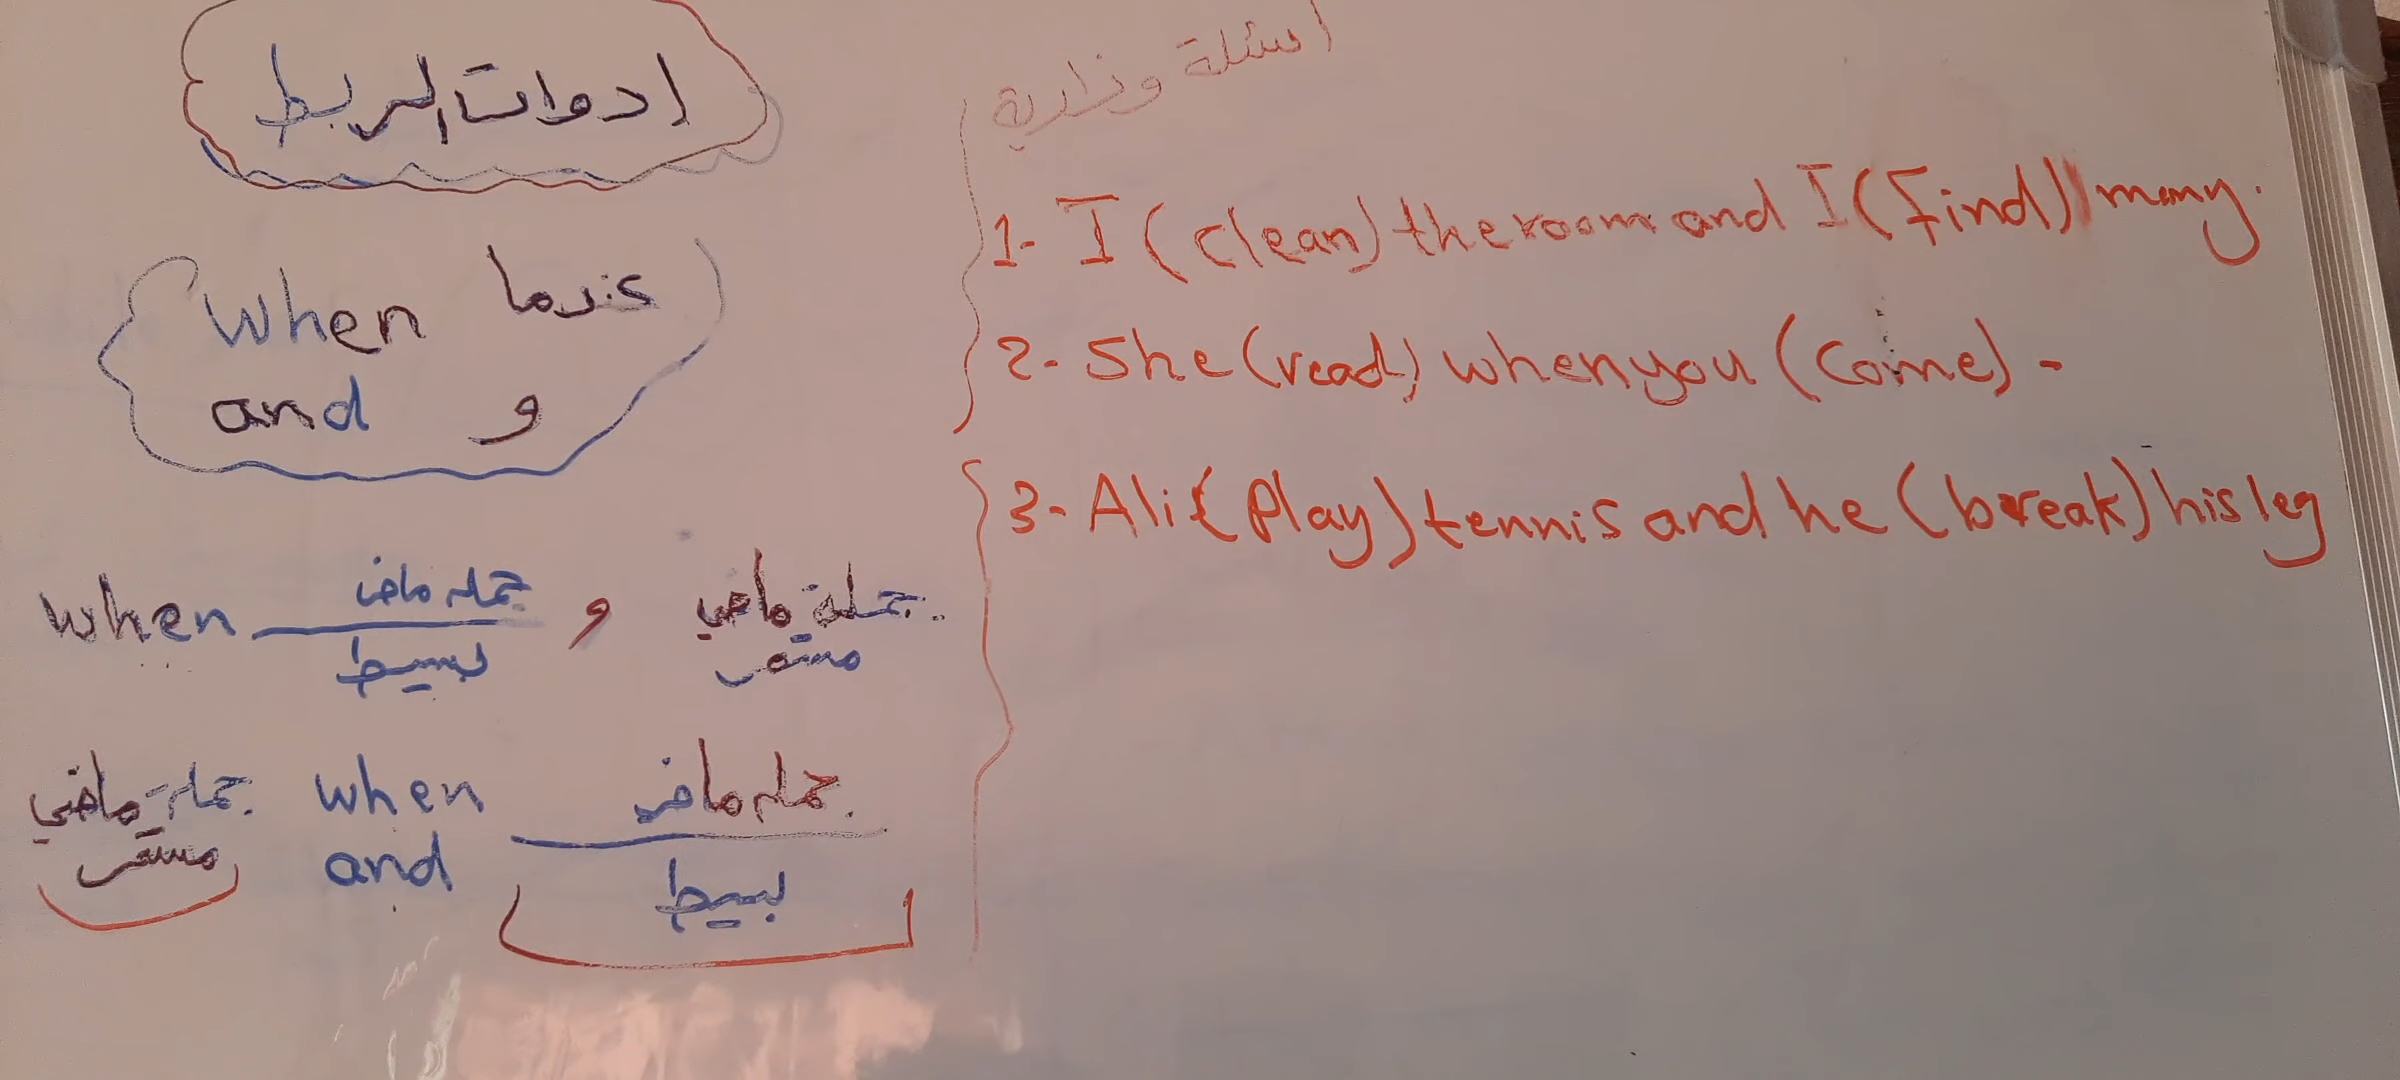 ادوات الربط
When عندما
and و
when جملة ماضي بسيط , جملة ماضي مستمر
جملة ماضي مستمر when and جملة ماضي بسيط
اسئلة وزارية
1- I (clean) the room and I (find) many.
2- She (read) when you (come) -
3- Ali (Play) tennis and he (break) his leg